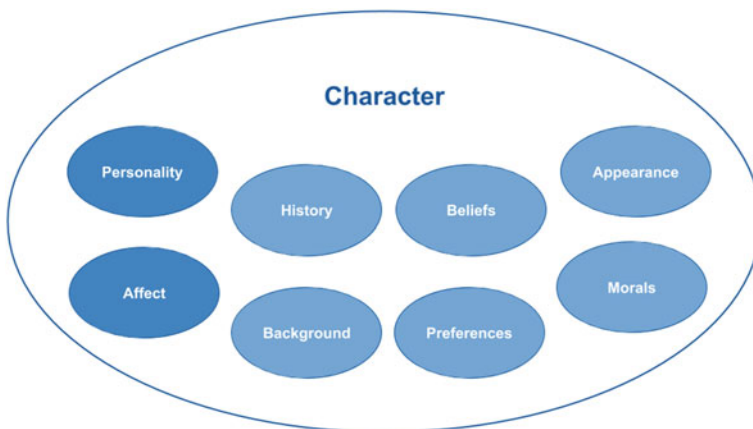 Character
Personality
Appearance
History
Beliefs
Affect
Morals
Background
Preferences